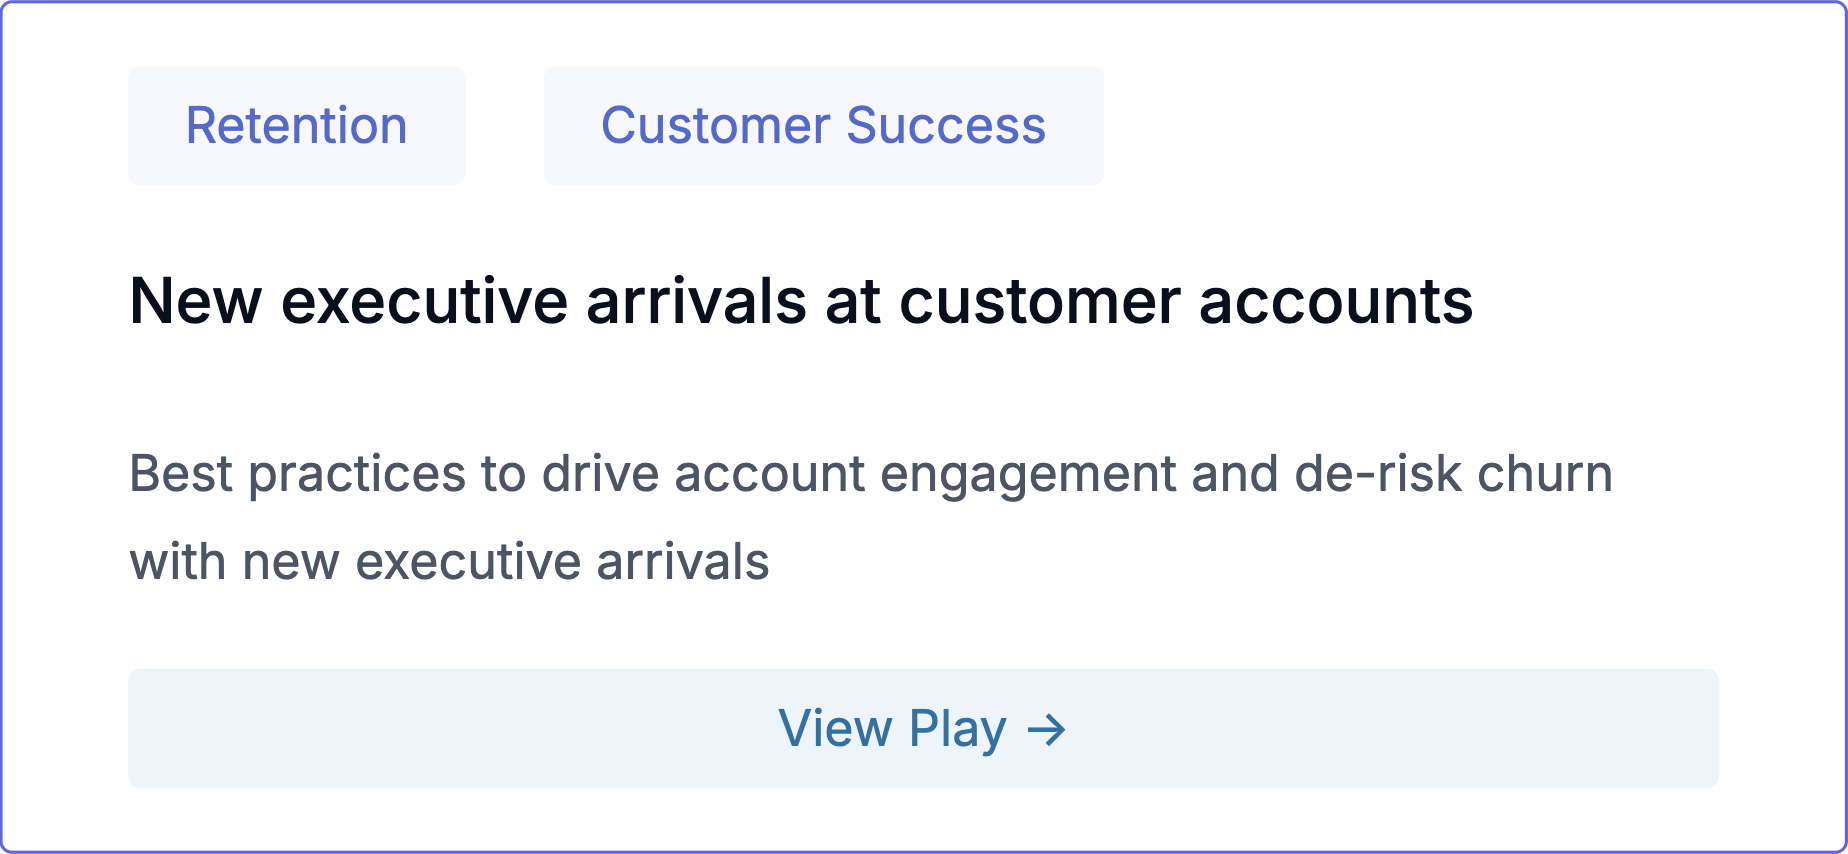 Retention
Customer Success
New executive arrivals at customer accounts
Best practices to drive account engagement and de-risk churn
with new executive arrivals
View Play →